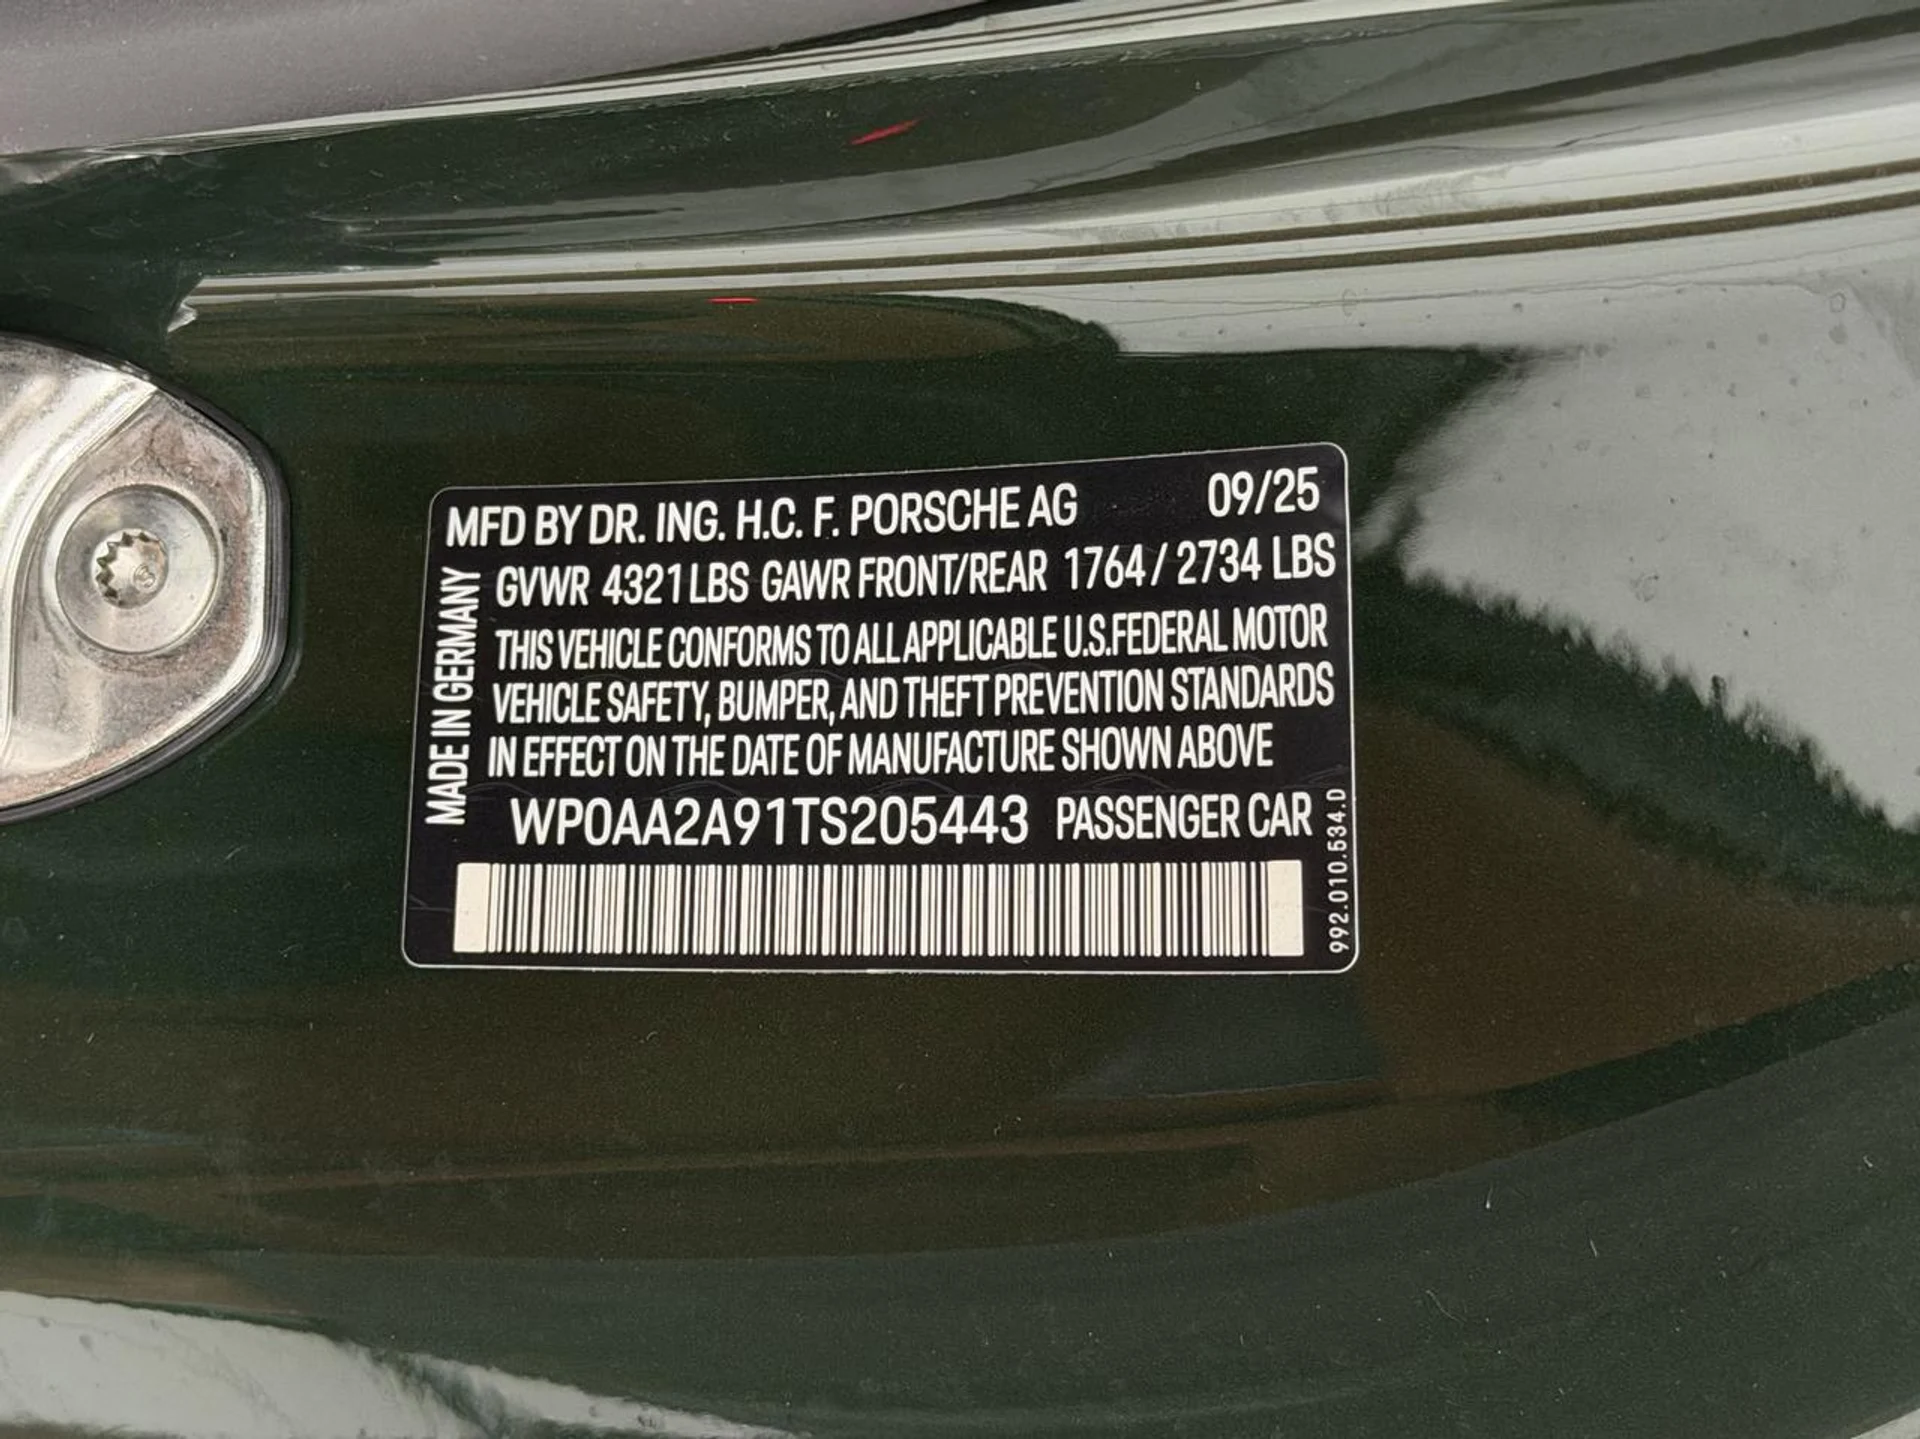 MFD BY DR. ING. H.C. F. PORSCHE AG 09/25
GVWR 4321 LBS GAWR FRONT/REAR 1764 / 2734 LBS
THIS VEHICLE CONFORMS TO ALL APPLICABLE U.S.FEDERAL MOTOR
VEHICLE SAFETY, BUMPER, AND THEFT PREVENTION STANDARDS
IN EFFECT ON THE DATE OF MANUFACTURE SHOWN ABOVE
WP0AA2A91TS205443 PASSENGER CAR
MADE IN GERMANY
992.010.534.D